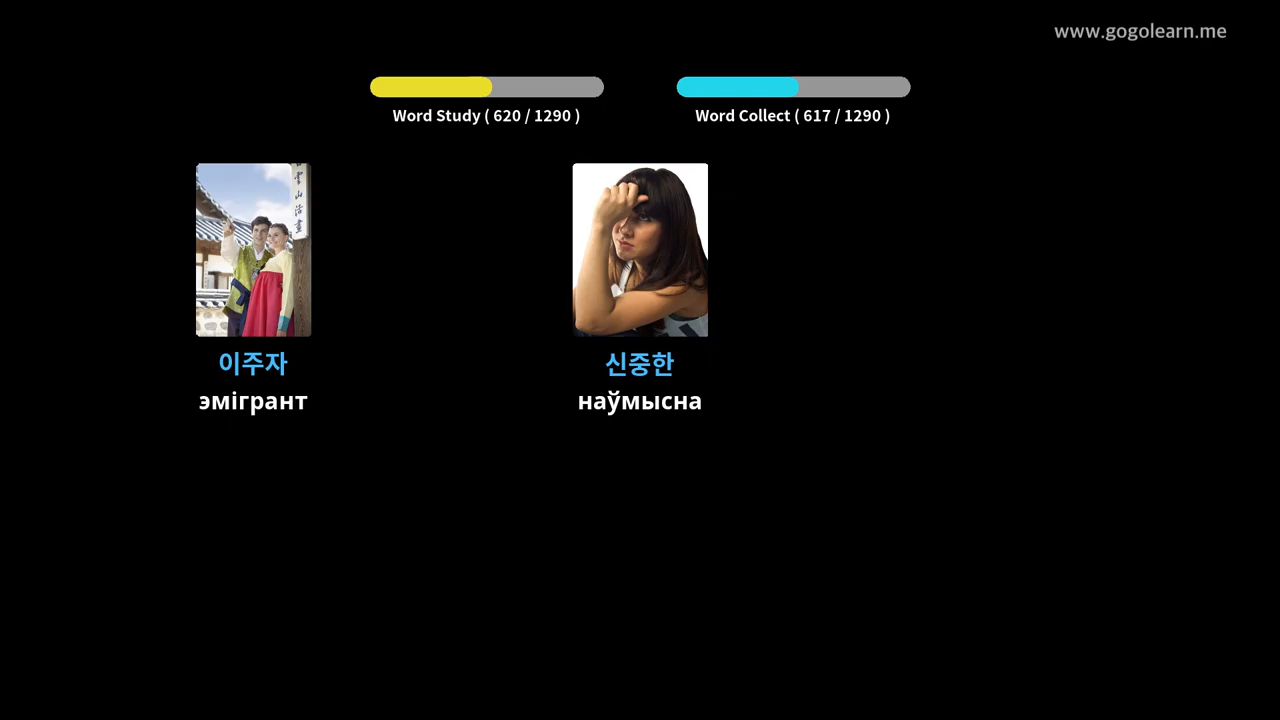 www.gogolearn.me
Word Study ( 620 / 1290 )
Word Collect ( 617 / 1290 )
이주자
эмігрант
신중한
наўмысна